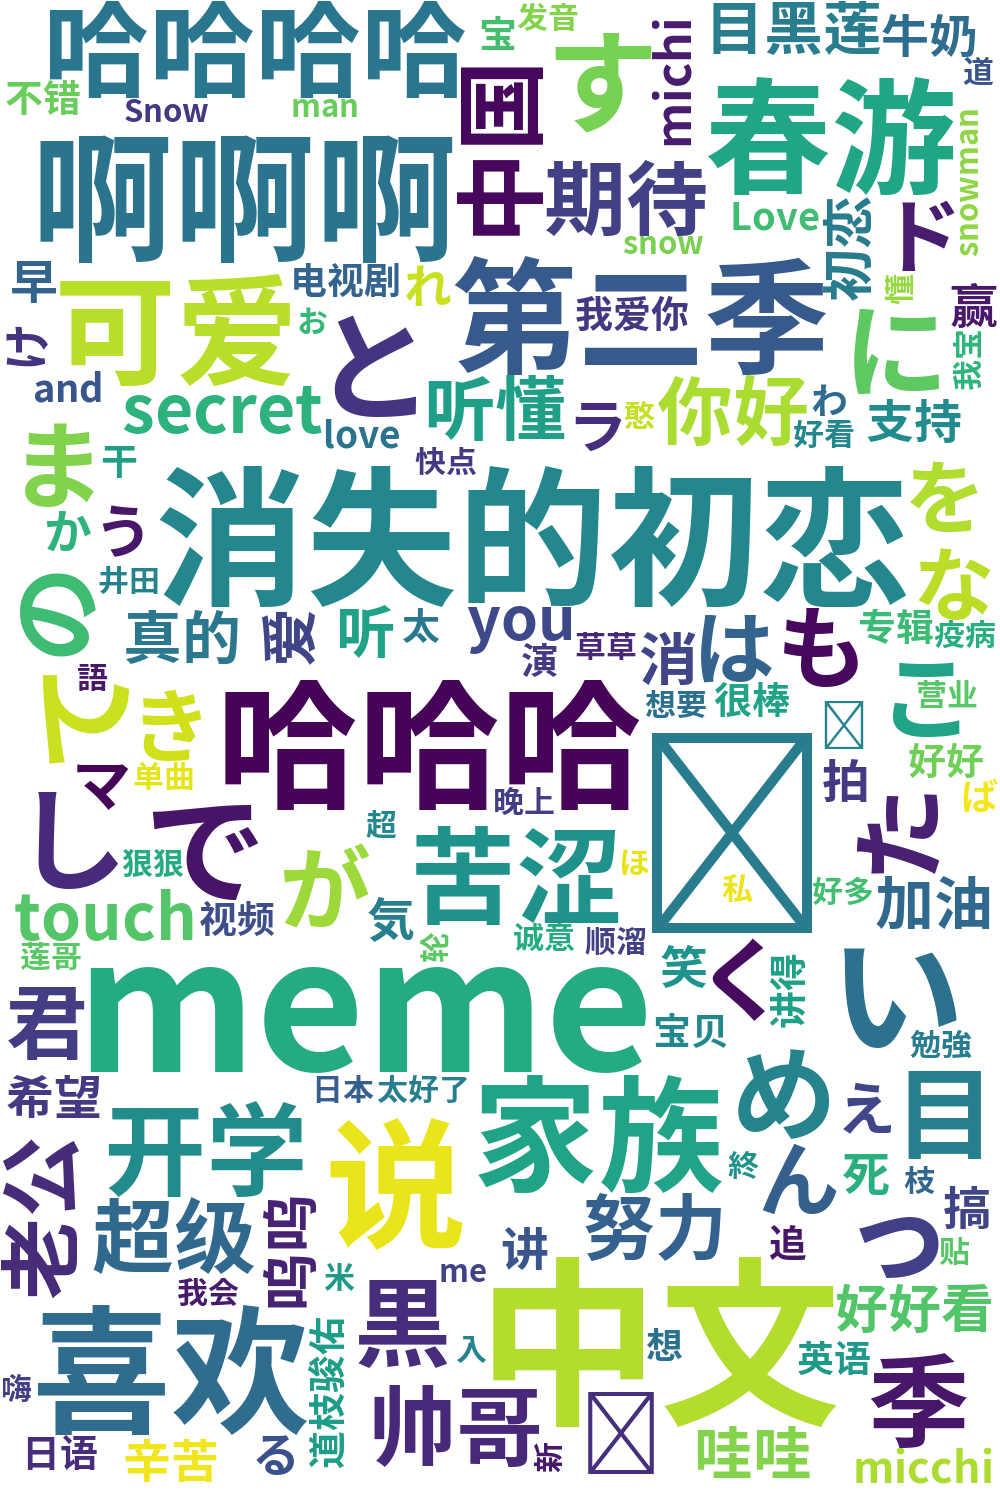 哈哈哈哈
宝
发音
す
michi
目黑莲
牛奶
道
不错
Snow
man
中国
春游
snowman
啊啊啊
期待
Love
snow
初恋
ド
早
电视剧
れ
第二季
我爱你
懂
赢
け
可爱
お
と
に
我宝
and
secret
love
听懂
ラ
憨
你好
わ
好看
支持
ま
干
快点
か
う
消失的初恋
を
の
井田
な
真的
爱
听
太
you
演
草草
消
は
も
专辑
疫病
語
て
き
哈哈哈
想要
很棒
こ
营业
マ
单曲
晚上
拍
好好
ば
し
で
超
た
狠狠
が
苦涩
ほ
私
好多
加油
touch
视频
気
轮
诚意
顺溜
莲哥
笑
く
讲得
い
君
meme
宝贝
勉強
希望
日本
太好了
家族
め
え
目
开学
说
終
ん
死
枝
老公
超级
呜呜
讲
努力
追
っ
搞
贴
我会
米
me
喜欢
黒
入
中文
想
好好看
英语
嗨
道枝骏佑
帅哥
季
日语
辛苦
る
新
哇哇
micchi